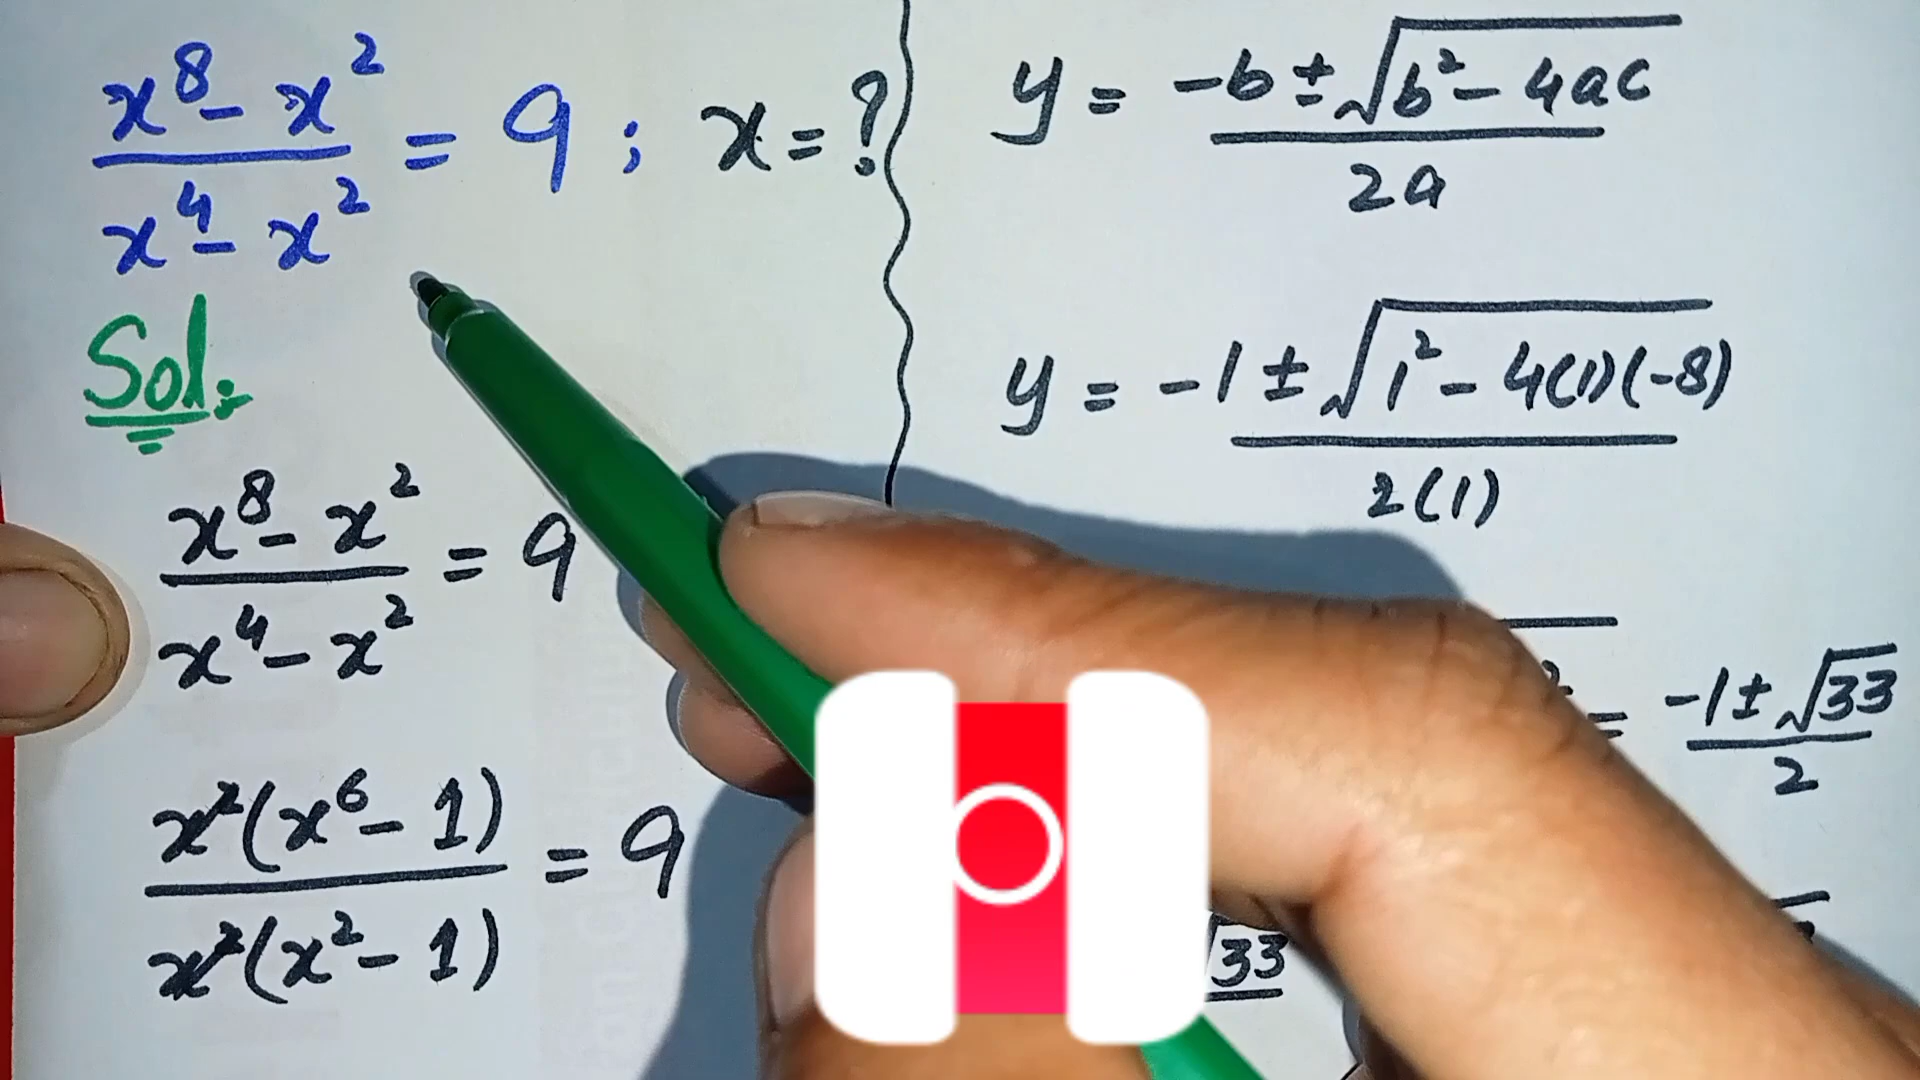 x⁸ - x² / x⁴ - x² = 9 ; x = ?
Sol:
x⁸ - x² / x⁴ - x² = 9
x²(x⁶ - 1) / x²(x² - 1) = 9
y = -b ± √b² - 4ac / 2a
y = -1 ± √1² - 4(1)(-8) / 2(1)
= -1 ± √33 / 2
√33